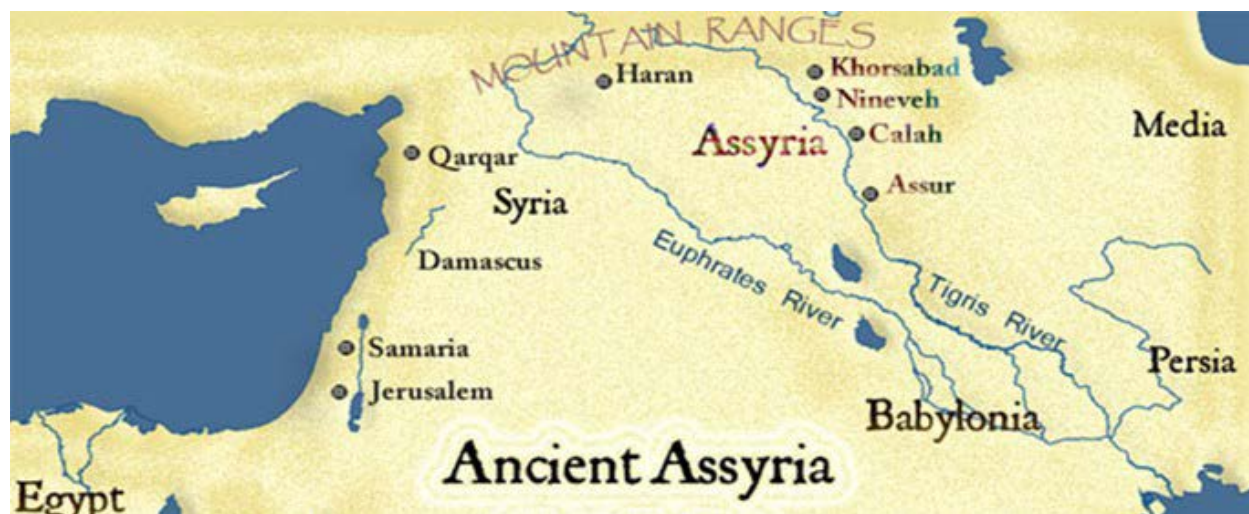 MOUNTAIN RANGES
Haran
Khorsabad
Nineveh
Assyria
Calah
Media
Qarqar
Assur
Syria
Euphrates River
Damascus
Tigris River
Samaria
Persia
Jerusalem
Babylonia
Ancient Assyria
Egypt